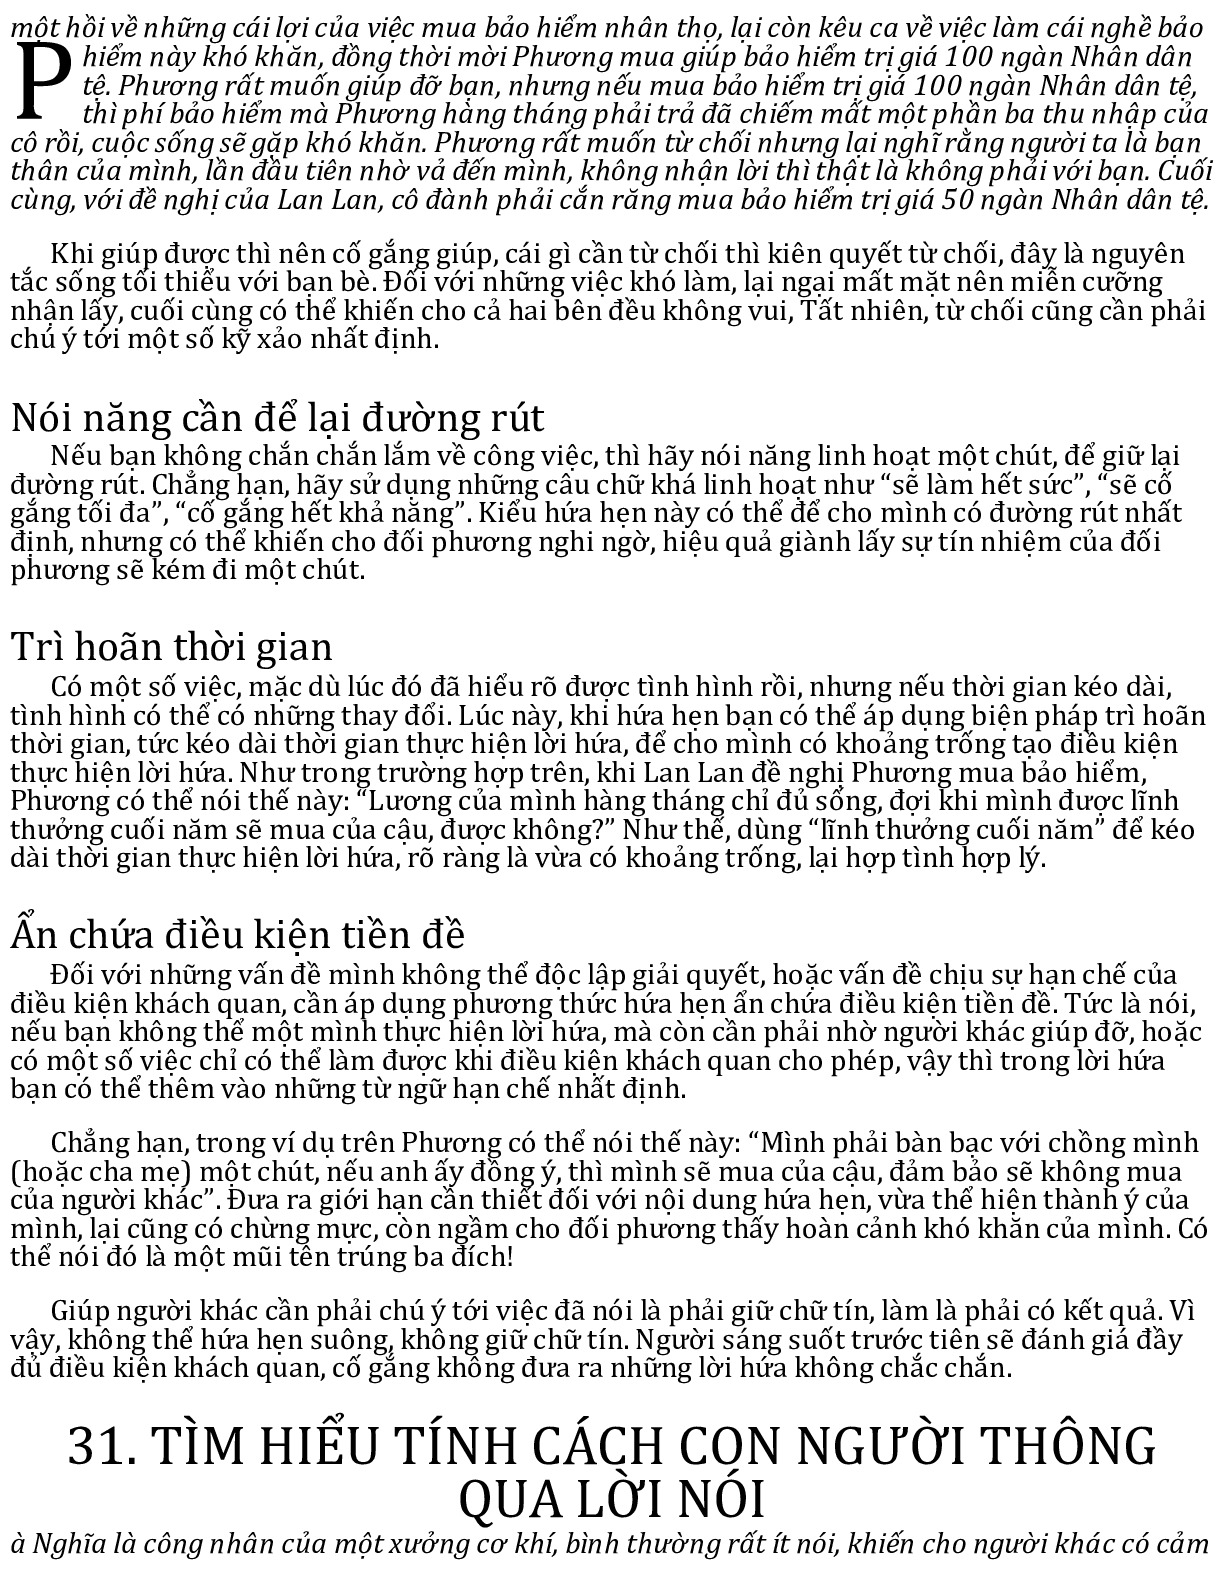 một hồi về những cái lợi của việc mua bảo hiểm nhân thọ, lại còn kêu ca về việc làm cái nghề bảo
P hiểm này khó khăn, đồng thời mời Phương mua giúp bảo hiểm trị giá 100 ngàn Nhân dân
tệ. Phương rất muốn giúp đỡ bạn, nhưng nếu mua bảo hiểm trị giá 100 ngàn Nhân dân tệ,
thì phí bảo hiểm mà Phương hàng tháng phải trả đã chiếm mất một phần ba thu nhập của
cô rồi, cuộc sống sẽ gặp khó khăn. Phương rất muốn từ chối nhưng lại nghĩ rằng người ta là bạn
thân của mình, lần đầu tiên nhờ vả đến mình, không nhận lời thì thật là không phải với bạn. Cuối
cùng, với đề nghị của Lan Lan, cô đành phải cắn răng mua bảo hiểm trị giá 50 ngàn Nhân dân tệ.
Khi giúp được thì nên cố gắng giúp, cái gì cần từ chối thì kiên quyết từ chối, đây là nguyên
tắc sống tối thiểu với bạn bè. Đối với những việc khó làm, lại ngại mất mặt nên miễn cưỡng
nhận lấy, cuối cùng có thể khiến cho cả hai bên đều không vui, Tất nhiên, từ chối cũng cần phải
chú ý tới một số kỹ xảo nhất định.
Nói năng cần để lại đường rút
Nếu bạn không chắn chắn lắm về công việc, thì hãy nói năng linh hoạt một chút, để giữ lại
đường rút. Chẳng hạn, hãy sử dụng những câu chữ khá linh hoạt như “sẽ làm hết sức”, “sẽ cố
gắng tối đa”, “cố gắng hết khả năng”. Kiểu hứa hẹn này có thể để cho mình có đường rút nhất
định, nhưng có thể khiến cho đối phương nghi ngờ, hiệu quả giành lấy sự tín nhiệm của đối
phương sẽ kém đi một chút.
Trì hoãn thời gian
Có một số việc, mặc dù lúc đó đã hiểu rõ được tình hình rồi, nhưng nếu thời gian kéo dài,
tình hình có thể có những thay đổi. Lúc này, khi hứa hẹn bạn có thể áp dụng biện pháp trì hoãn
thời gian, tức kéo dài thời gian thực hiện lời hứa, để cho mình có khoảng trống tạo điều kiện
thực hiện lời hứa. Như trong trường hợp trên, khi Lan Lan đề nghị Phương mua bảo hiểm,
Phương có thể nói thế này: “Lương của mình hàng tháng chỉ đủ sống, đợi khi mình được lĩnh
thưởng cuối năm sẽ mua của cậu, được không?” Như thế, dùng “lĩnh thưởng cuối năm” để kéo
dài thời gian thực hiện lời hứa, rõ ràng là vừa có khoảng trống, lại hợp tình hợp lý.
Ẩn chứa điều kiện tiền đề
Đối với những vấn đề mình không thể độc lập giải quyết, hoặc vấn đề chịu sự hạn chế của
điều kiện khách quan, cần áp dụng phương thức hứa hẹn ẩn chứa điều kiện tiền đề. Tức là nói,
nếu bạn không thể một mình thực hiện lời hứa, mà còn cần phải nhờ người khác giúp đỡ, hoặc
có một số việc chỉ có thể làm được khi điều kiện khách quan cho phép, vậy thì trong lời hứa
bạn có thể thêm vào những từ ngữ hạn chế nhất định.
Chẳng hạn, trong ví dụ trên Phương có thể nói thế này: “Mình phải bàn bạc với chồng mình
(hoặc cha mẹ) một chút, nếu anh ấy đồng ý, thì mình sẽ mua của cậu, đảm bảo sẽ không mua
của người khác”. Đưa ra giới hạn cần thiết đối với nội dung hứa hẹn, vừa thể hiện thành ý của
mình, lại cũng có chừng mực, còn ngầm cho đối phương thấy hoàn cảnh khó khăn của mình. Có
thể nói đó là một mũi tên trúng ba đích!
Giúp người khác cần phải chú ý tới việc đã nói là phải giữ chữ tín, làm là phải có kết quả. Vì
vậy, không thể hứa hẹn suông, không giữ chữ tín. Người sáng suốt trước tiên sẽ đánh giá đầy
đủ điều kiện khách quan, cố gắng không đưa ra những lời hứa không chắc chắn.
31. TÌM HIỂU TÍNH CÁCH CON NGƯỜI THÔNG
QUA LỜI NÓI
à Nghĩa là công nhân của một xưởng cơ khí, bình thường rất ít nói, khiến cho người khác có cảm